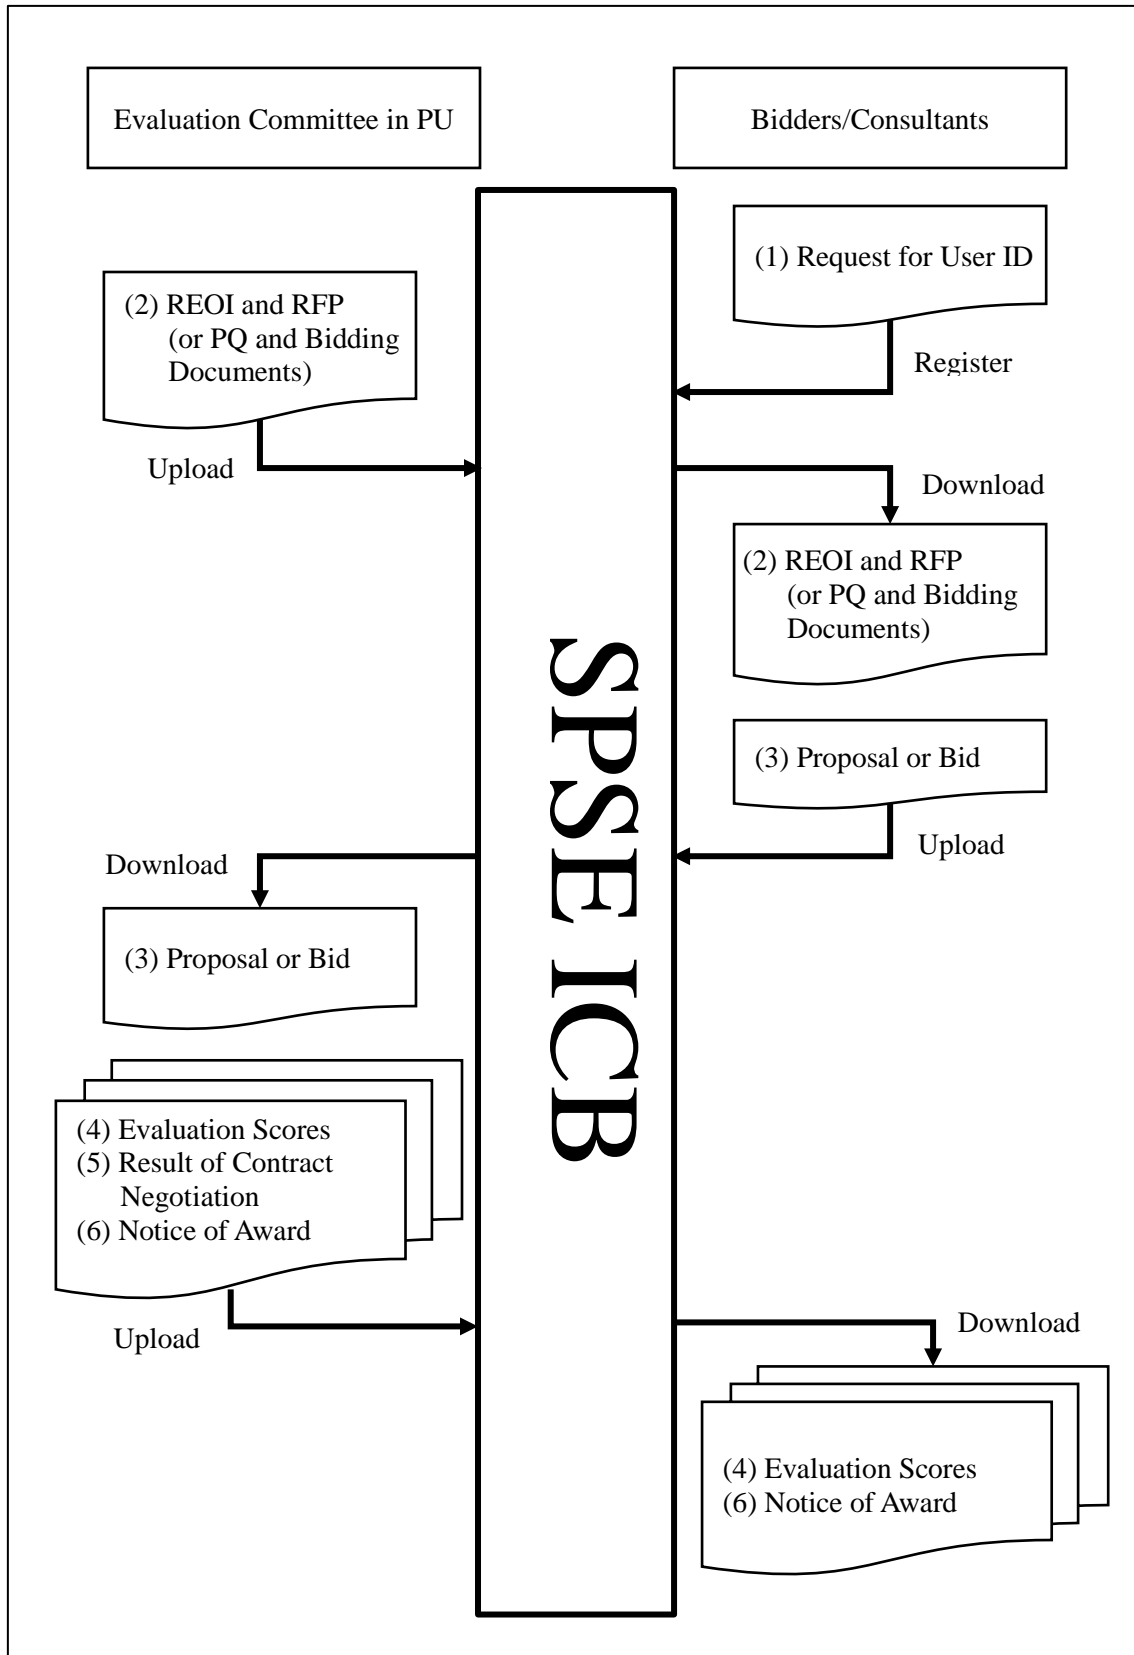 Evaluation Committee in PU
Bidders/Consultants
(1) Request for User ID
Register
(2) REOI and RFP
(or PQ and Bidding
Documents)
Upload
Download
(2) REOI and RFP
(or PQ and Bidding
Documents)
SPSE ICB
(3) Proposal or Bid
Upload
Download
(3) Proposal or Bid
(4) Evaluation Scores
(5) Result of Contract
Negotiation
(6) Notice of Award
Upload
Download
(4) Evaluation Scores
(6) Notice of Award